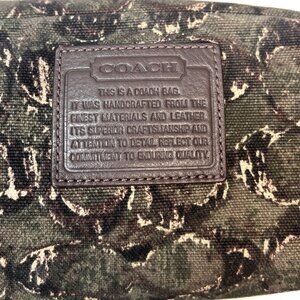 COACH
THIS IS A COACH BAG.
IT WAS HANDCRAFTED FROM THE
FINEST MATERIALS AND LEATHER.
ITS SUPERIOR CRAFTSMANSHIP AND
ATTENTION TO DETAIL REFLECT OUR
COMMITMENT TO ENDURING QUALITY.